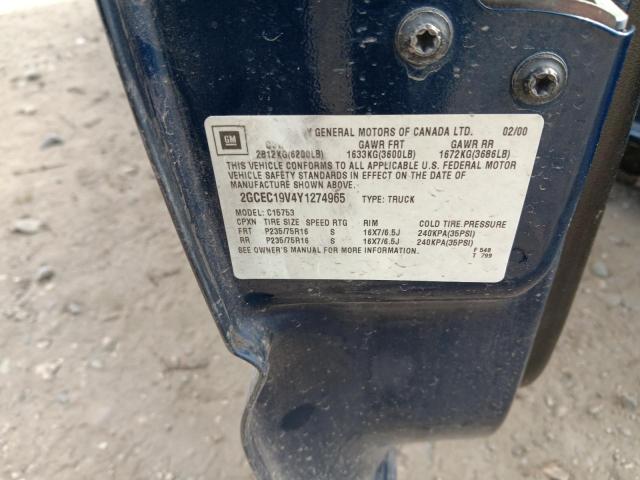 GM
GENERAL MOTORS OF CANADA LTD. 02/00
GAWR FRT GAWR RR
2812KG(6200LB) 1633KG(3600LB) 1672KG(3686LB)
THIS VEHICLE CONFORMS TO ALL APPLICABLE U.S. FEDERAL MOTOR
VEHICLE SAFETY STANDARDS IN EFFECT ON THE DATE OF
MANUFACTURE SHOWN ABOVE.
2GCEC19V4Y1274965 TYPE: TRUCK
MODEL: C15753
CPXN TIRE SIZE SPEED RTG RIM COLD TIRE PRESSURE
FRT P235/75R16 S 16X7/6.5J 240KPA(35PSI)
RR P235/75R16 S 16X7/6.5J 240KPA(35PSI)
SEE OWNER'S MANUAL FOR MORE INFORMATION.
F 548
T 799